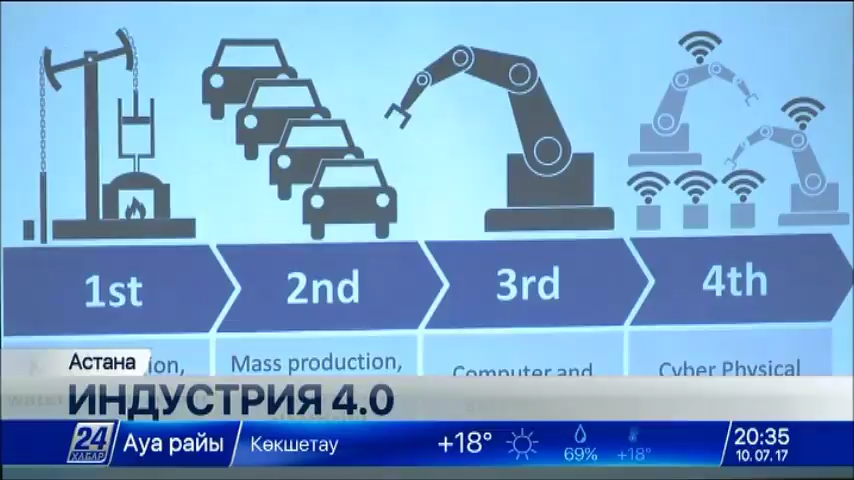 1st
2nd
3rd
4th
Mass production,
Computer and
Cyber Physical
Астана
ИНДУСТРИЯ 4.0
24
ХАБАР
Ауа райы
Көкшетау
+18°
69%
+18°
20:35
10.07.17